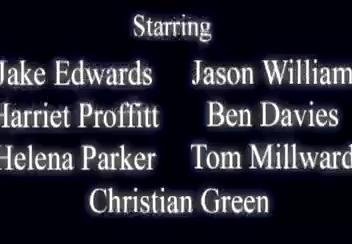 Starring
Jake Edwards Jason William
Harriet Proffitt Ben Davies
Helena Parker Tom Millward
Christian Green